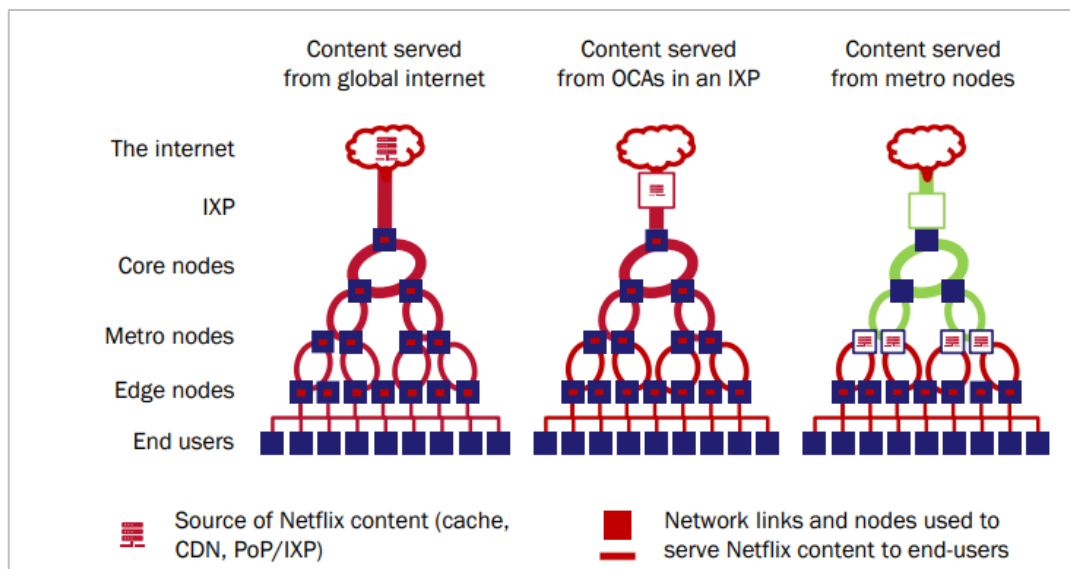 Content served
from global internet
Content served
from OCAs in an IXP
Content served
from metro nodes
The internet
IXP
Core nodes
Metro nodes
Edge nodes
End users
Source of Netflix content (cache,
CDN, PoP/IXP)
Network links and nodes used to
serve Netflix content to end-users